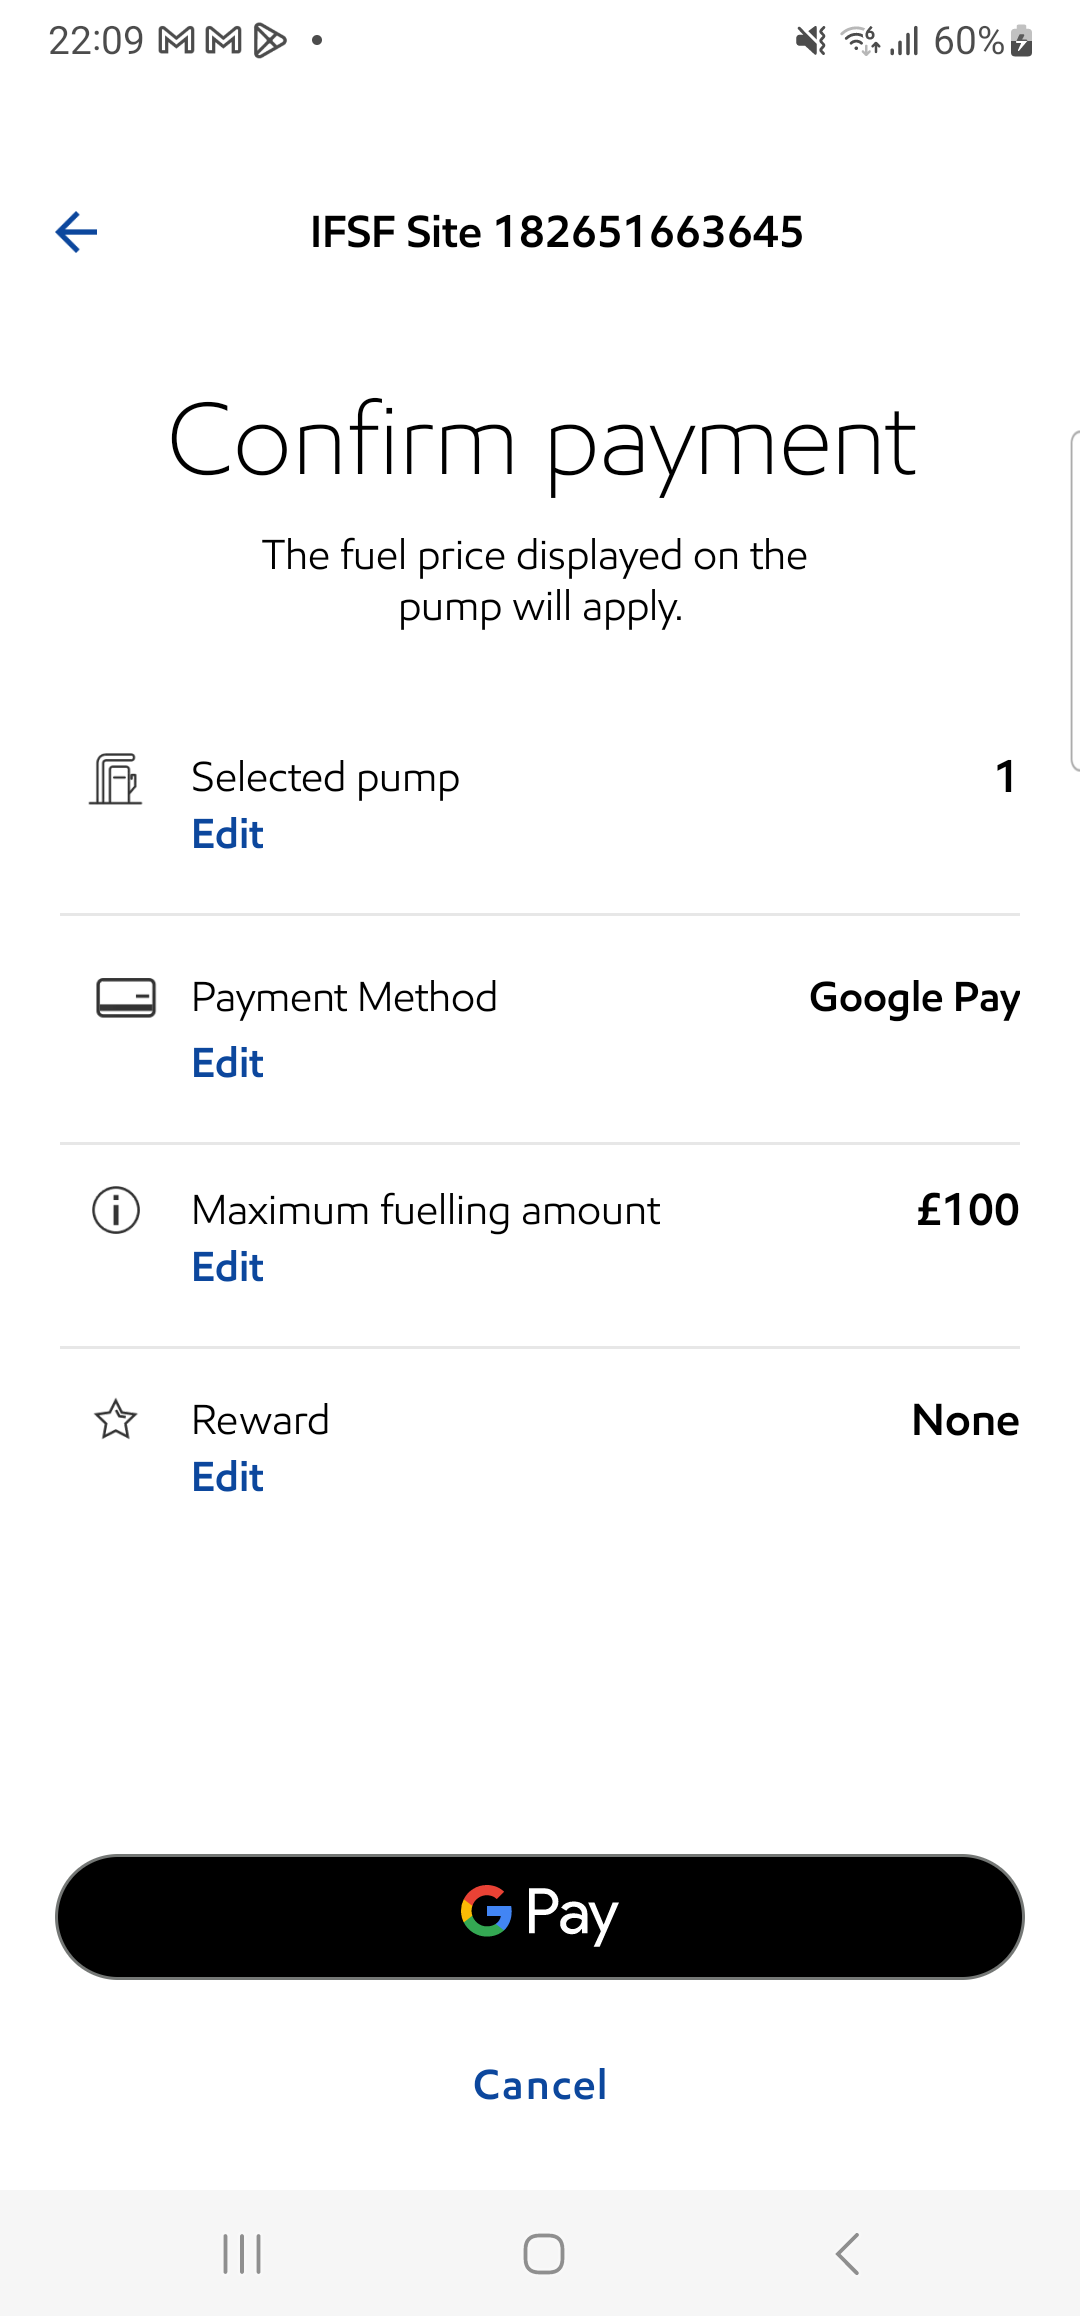 22:09
60%
IFSF Site 182651663645
Confirm payment
The fuel price displayed on the
pump will apply.
Selected pump 1
Edit
Payment Method Google Pay
Edit
Maximum fuelling amount £100
Edit
Reward None
Edit
G Pay
Cancel